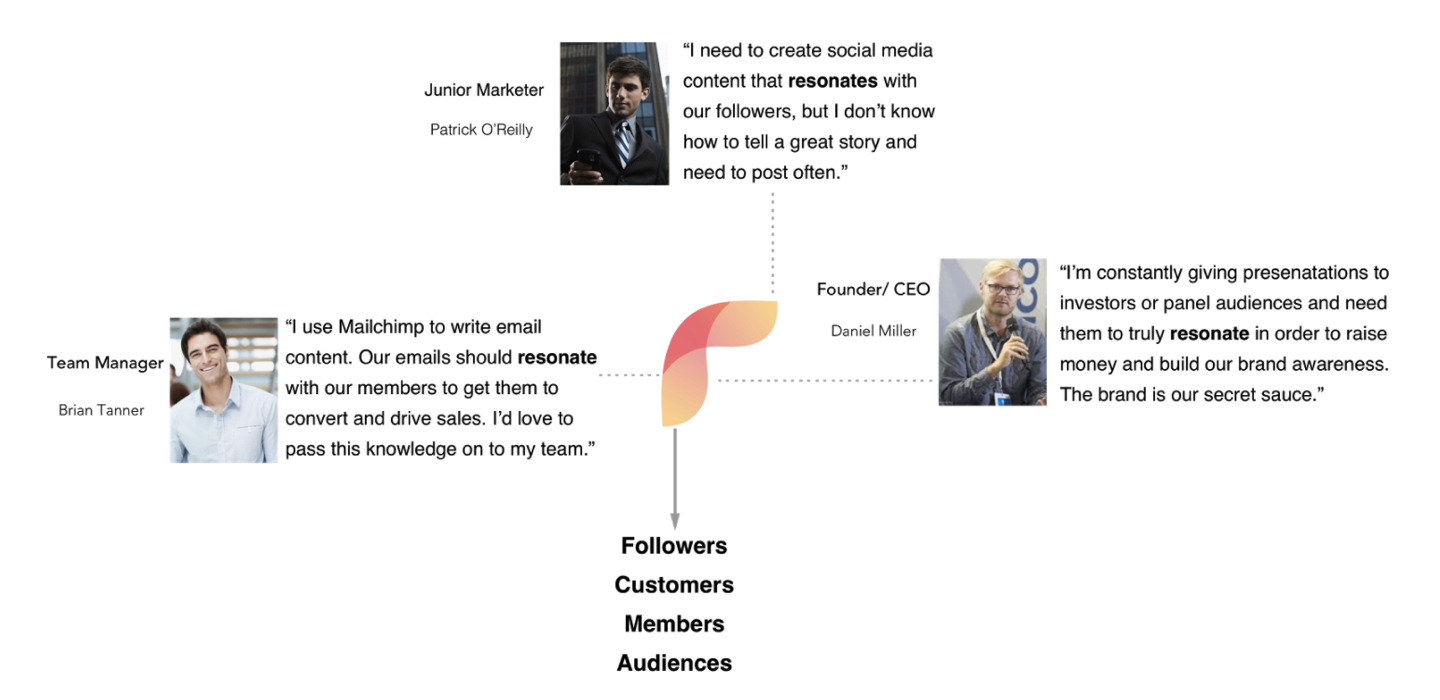 Junior Marketer
Patrick O’Reilly
“I need to create social media
content that resonates with
our followers, but I don’t know
how to tell a great story and
need to post often.”
Team Manager
Brian Tanner
“I use Mailchimp to write email
content. Our emails should resonate
with our members to get them to
convert and drive sales. I’d love to
pass this knowledge on to my team.”
Founder/ CEO
Daniel Miller
“I’m constantly giving presenatations to
investors or panel audiences and need
them to truly resonate in order to raise
money and build our brand awareness.
The brand is our secret sauce.”
Followers
Customers
Members
Audiences